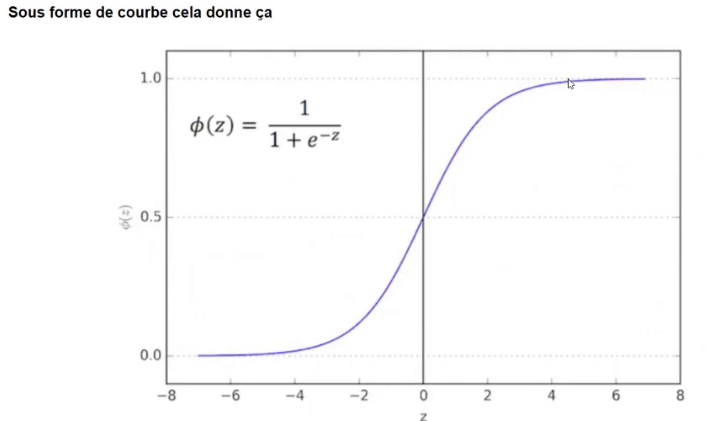 Sous forme de courbe cela donne ça
1.0
ϕ(z) = 1 / (1 + e^−z)
ϕ(z)
0.5
0.0
−8 −6 −4 −2 0 2 4 6 8
z